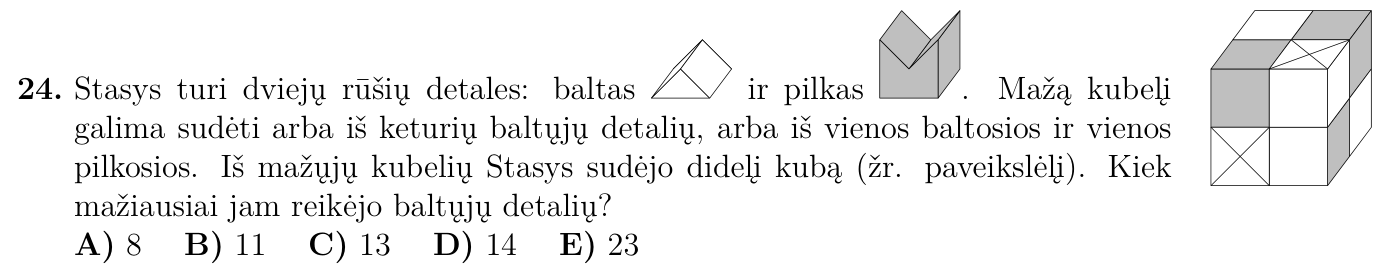 24. Stasys turi dviejų rūšių detales: baltas ir pilkas . Mažą kubelį
galima sudėti arba iš keturių baltųjų detalių, arba iš vienos baltosios ir vienos
pilkosios. Iš mažųjų kubelių Stasys sudėjo didelį kubą (žr. paveikslėlį). Kiek
mažiausiai jam reikėjo baltųjų detalių?
A) 8 B) 11 C) 13 D) 14 E) 23